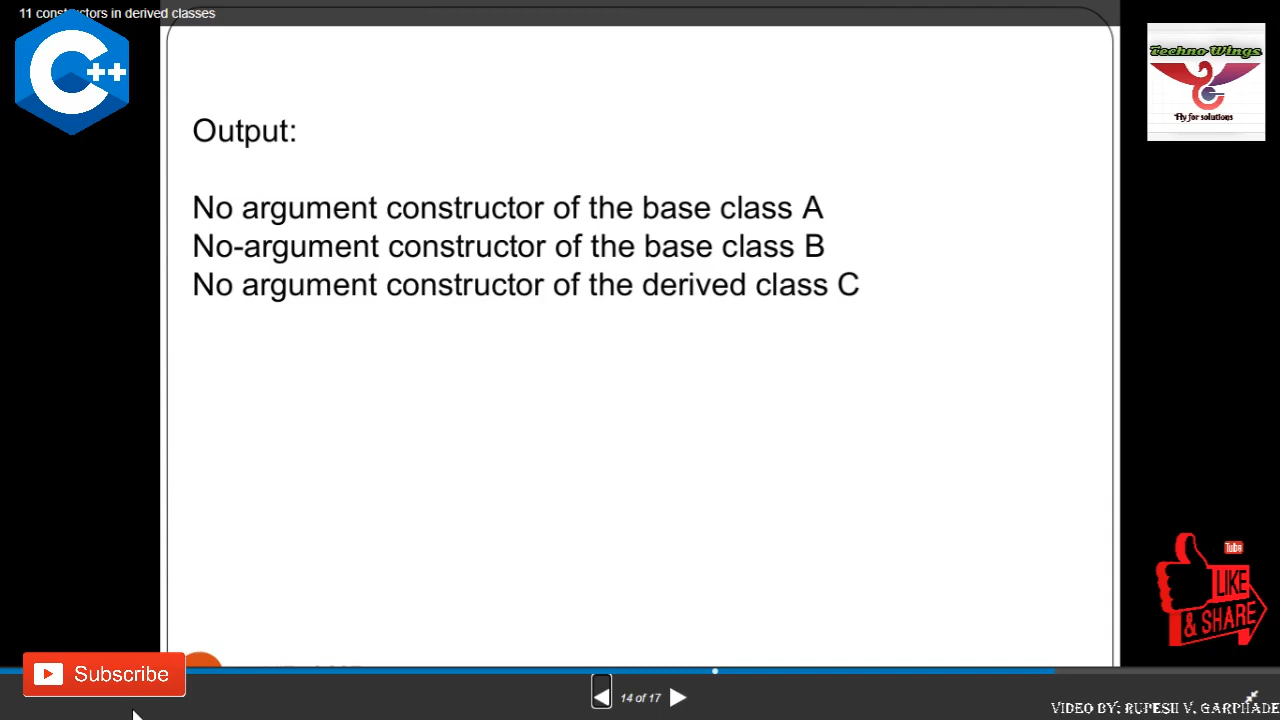 11 constructors in derived classes
C++
Techno Wings
Fly for solutions
Output:
No argument constructor of the base class A
No-argument constructor of the base class B
No argument constructor of the derived class C
Tube
LIKE
& SHARE
Subscribe
14 of 17
VIDEO BY: RUPESH V. GARPHADE